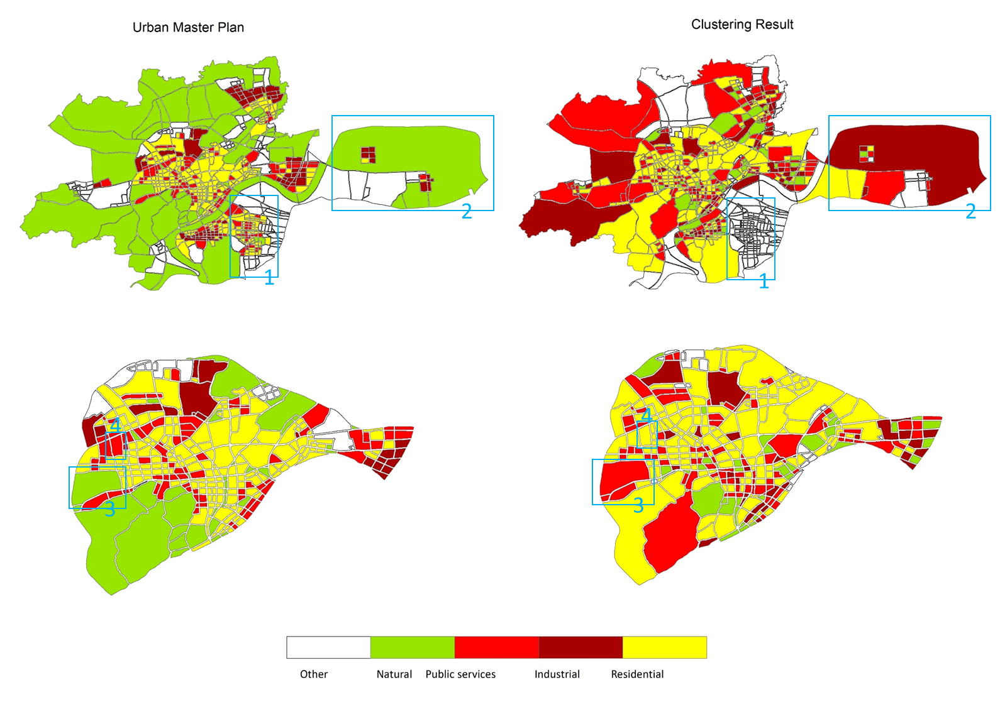 Urban Master Plan
Clustering Result
2
2
1
1
4
4
3
3
Other Natural Public services Industrial Residential